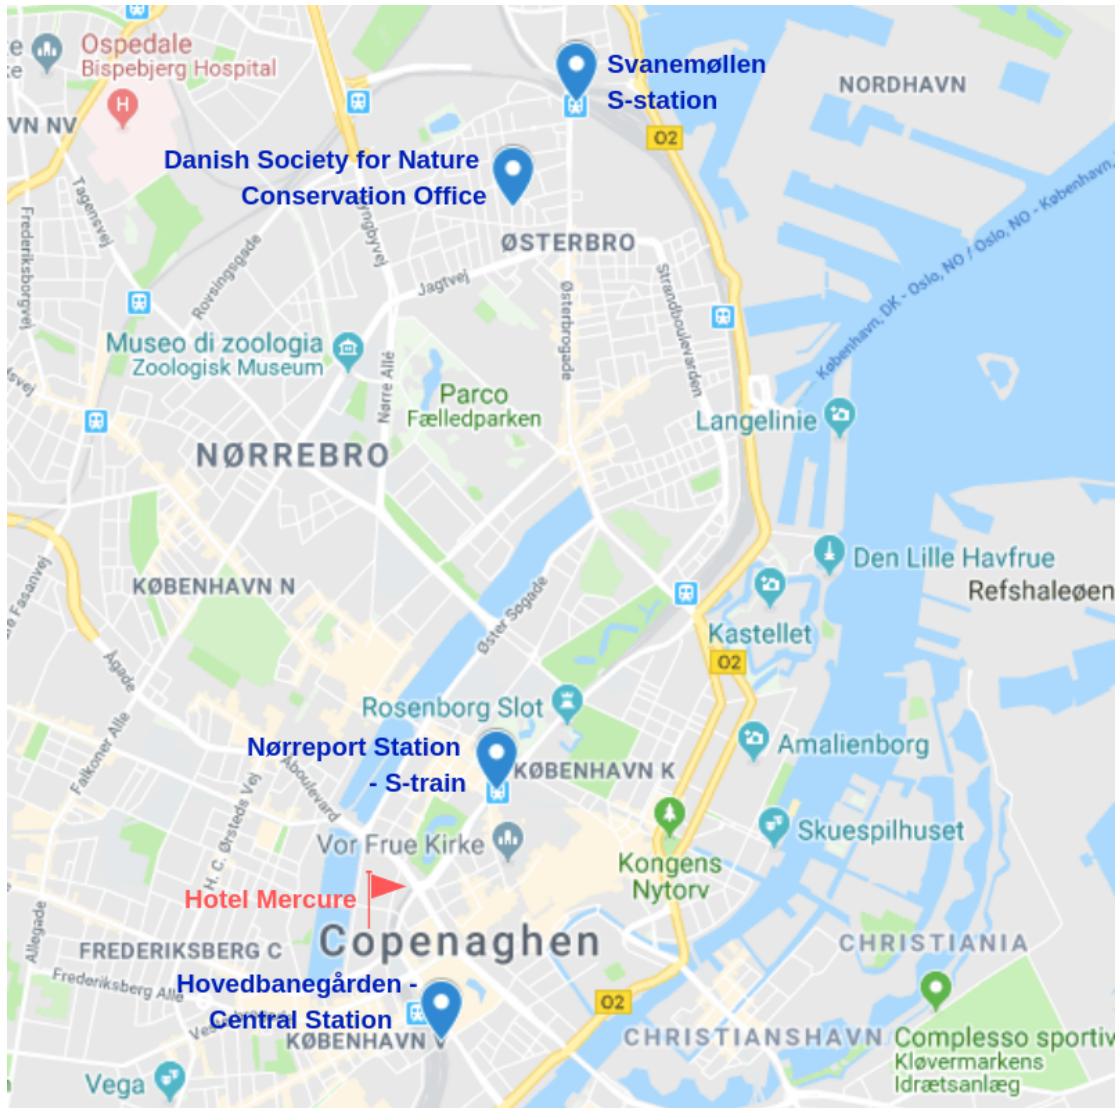 Ospedale
Bispebjerg Hospital
H
Svanemøllen
S-station
NORDHAVN
VN NV
O2
Danish Society for Nature
Conservation Office
Tagensvej
Frederiksborgvej
Rovsingsgade
ØSTERBRO
Jagtvej
Østerbrogade
Strandboulevarden
København, DK - Oslo, NO / Oslo, NO - København,
Museo di zoologia
Zoologisk Museum
Nørre Allé
Parco
Fælledparken
Langelinie
NØRREBRO
Den Lille Havfrue
Refshaleøen
KØBENHAVN N
Øster Søgade
Kastellet
O2
Ågade
Rosenborg Slot
Falkoner Alle
Nørreport Station
- S-train
KØBENHAVN K
Amalienborg
Åboulevard
H. C. Ørsteds Vej
Vor Frue Kirke
Skuespilhuset
Kongens
Nytorv
Hotel Mercure
Allegade
Copenaghen
FREDERIKSBERG C
CHRISTIANIA
Frederiksberg Alle
Hovedbanegården -
Central Station
O2
KØBENHAVN V
CHRISTIANSHAVN
Complesso sportiv
Kløvermarkens
Idrætsanlæg
Vega